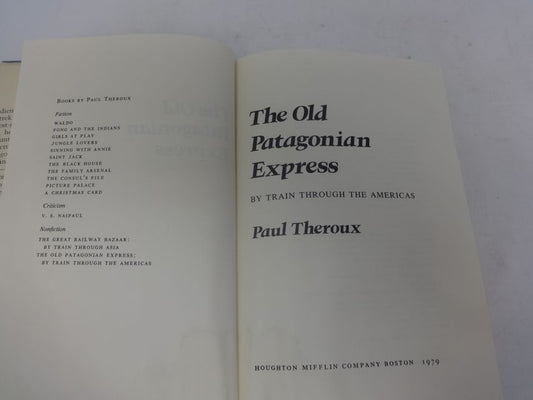 BOOKS BY PAUL THEROUX
Fiction
WALDO
FONG AND THE INDIANS
GIRLS AT PLAY
JUNGLE LOVERS
SINNING WITH ANNIE
SAINT JACK
THE BLACK HOUSE
THE FAMILY ARSENAL
THE CONSUL'S FILE
PICTURE PALACE
A CHRISTMAS CARD
Criticism
V. S. NAIPAUL
Nonfiction
THE GREAT RAILWAY BAZAAR:
BY TRAIN THROUGH ASIA
THE OLD PATAGONIAN EXPRESS:
BY TRAIN THROUGH THE AMERICAS
The Old
Patagonian
Express
BY TRAIN THROUGH THE AMERICAS
Paul Theroux
HOUGHTON MIFFLIN COMPANY BOSTON 1979